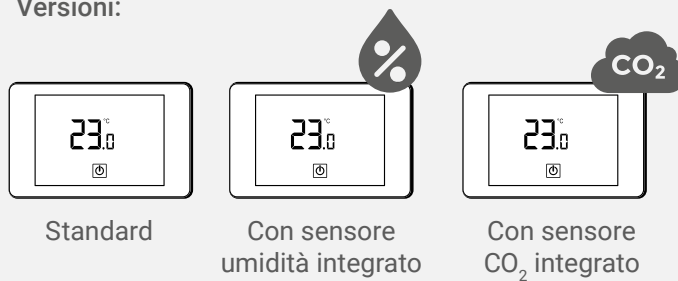 Versioni:
%
CO₂
23.0 °C
23.0 °C
23.0 °C
Standard
Con sensore
umidità integrato
Con sensore
CO₂ integrato